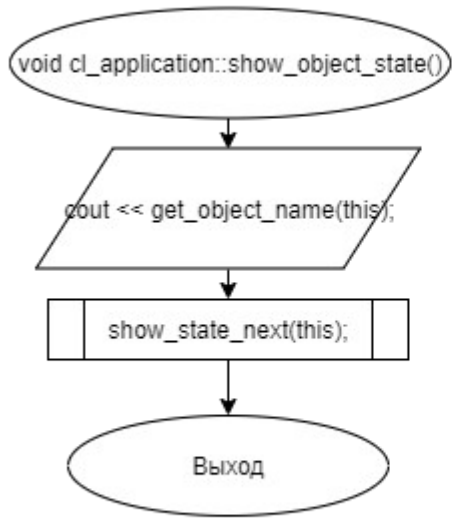 void cl_application::show_object_state()
cout << get_object_name(this);
show_state_next(this);
Выход